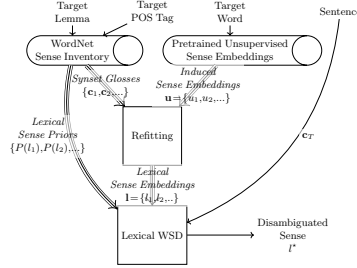 Target
Lemma
Target
POS Tag
Target
Word
Sentence
WordNet
Sense Inventory
Pretrained Unsupervised
Sense Embeddings
Synset Glosses
{c₁,c₂,...}
Induced
Sense Embeddings
u={u₁,u₂,..}
Lexical
Sense Priors
{P(l₁),P(l₂),...}
Refitting
c_T
Lexical
Sense Embeddings
l={l₁,l₂,..}
Lexical WSD
Disambiguated
Sense
l*